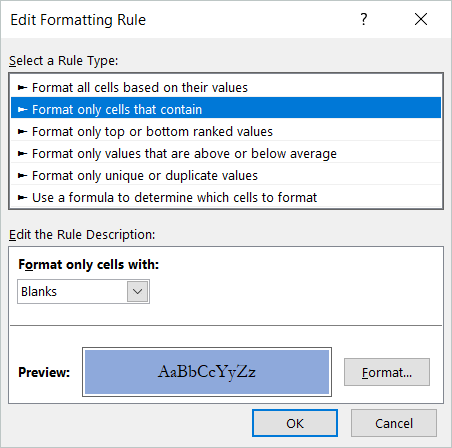 Edit Formatting Rule
?
Select a Rule Type:
► Format all cells based on their values
► Format only cells that contain
► Format only top or bottom ranked values
► Format only values that are above or below average
► Format only unique or duplicate values
► Use a formula to determine which cells to format
Edit the Rule Description:
Format only cells with:
Blanks
Preview: AaBbCcYyZz Format...
OK Cancel